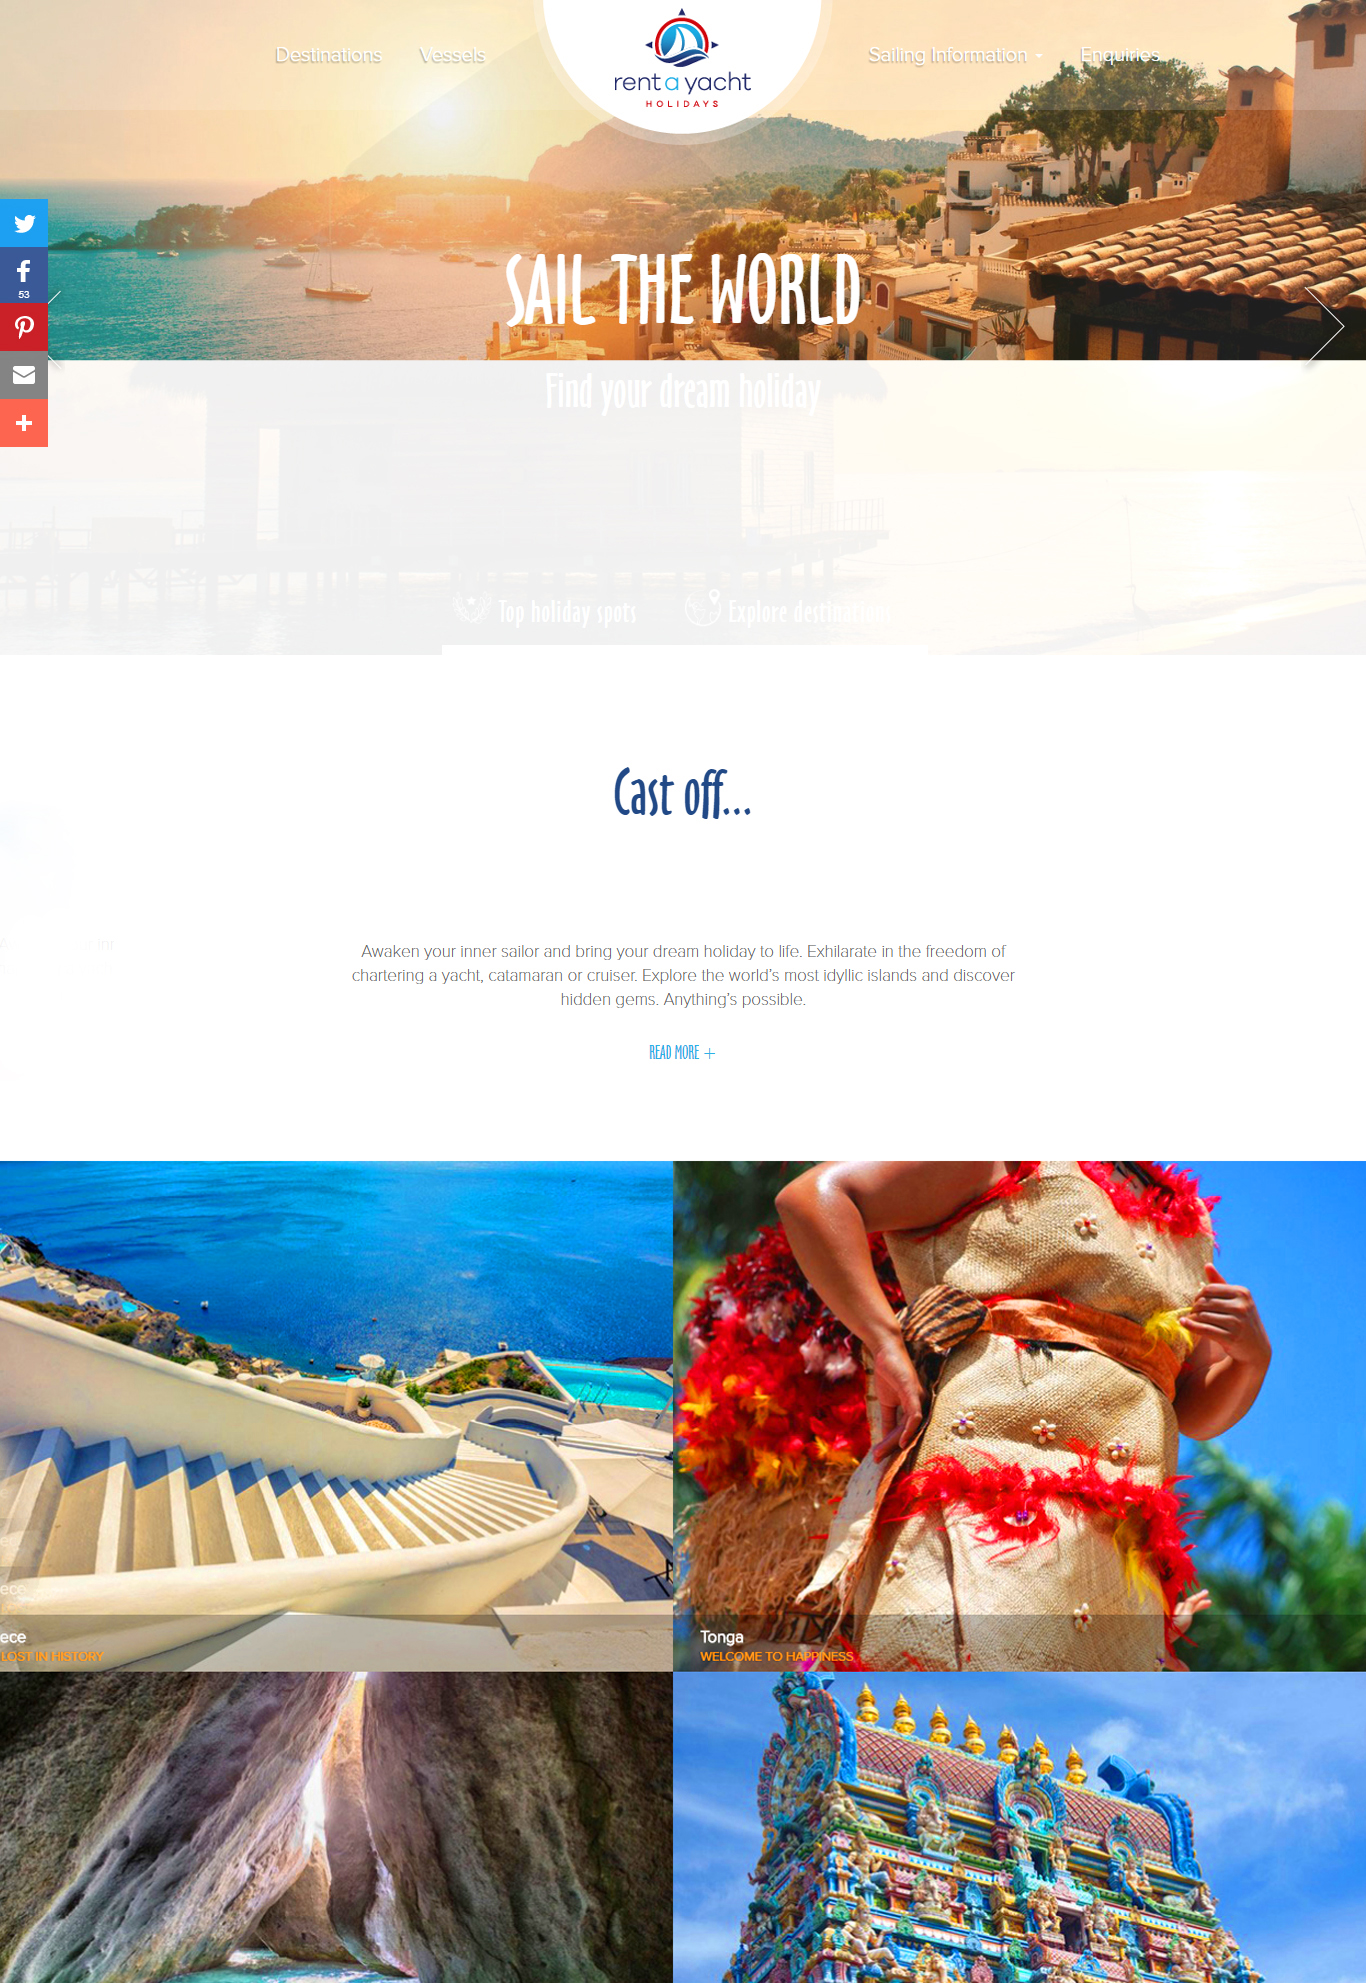 Destinations
Vessels
rent a yacht
HOLIDAYS
Sailing Information
Enquiries
53
SAIL THE WORLD
Find your dream holiday
Top holiday spots
Explore destinations
Cast off...
Awaken your inner sailor and bring your dream holiday to life. Exhilarate in the freedom of
chartering a yacht, catamaran or cruiser. Explore the world’s most idyllic islands and discover
hidden gems. Anything’s possible.
READ MORE +
ece
ece
LOST IN HISTORY
Tonga
WELCOME TO HAPPINESS